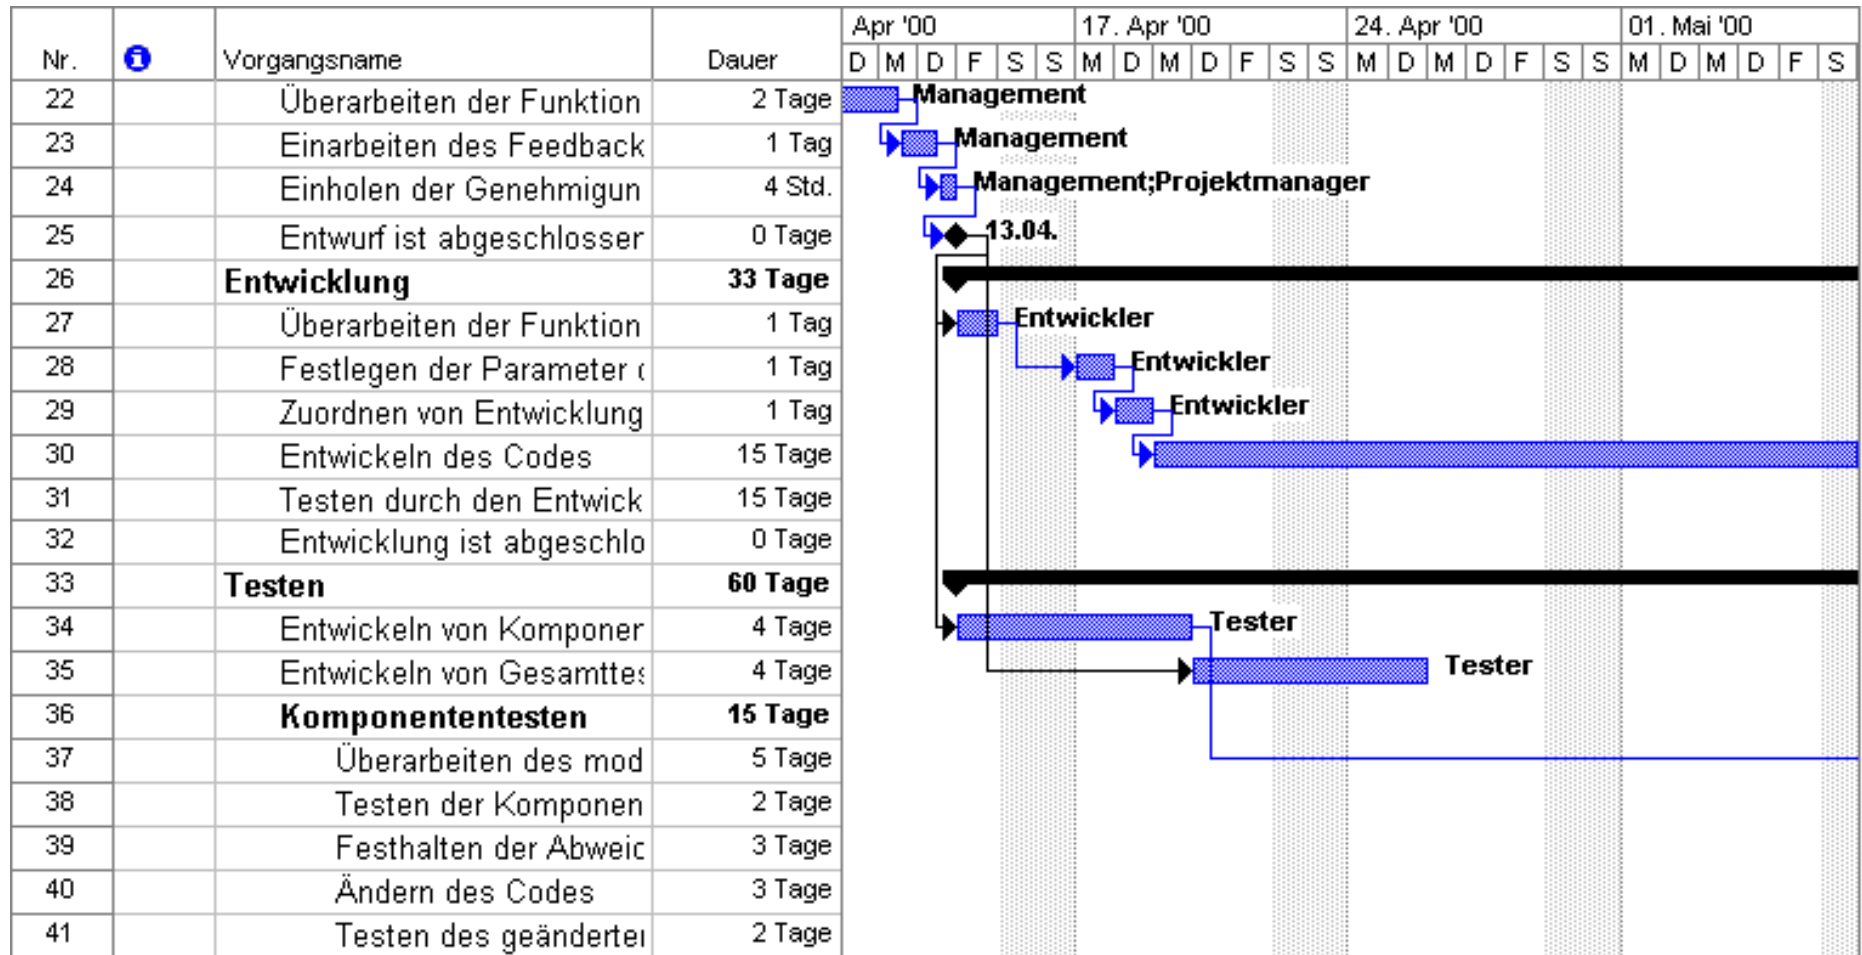 Apr '00 17. Apr '00 24. Apr '00 01. Mai '00
Nr. Vorgangsname Dauer D M D F S S M D M D F S S M D M D F S S M D M D F S
22 Überarbeiten der Funktion 2 Tage Management
23 Einarbeiten des Feedback 1 Tag Management
24 Einholen der Genehmigun 4 Std. Management;Projektmanager
25 Entwurf ist abgeschlossen 0 Tage 13.04.
26 Entwicklung 33 Tage
27 Überarbeiten der Funktion 1 Tag Entwickler
28 Festlegen der Parameter 1 Tag Entwickler
29 Zuordnen von Entwicklung 1 Tag Entwickler
30 Entwickeln des Codes 15 Tage
31 Testen durch den Entwick 15 Tage
32 Entwicklung ist abgeschlo 0 Tage
33 Testen 60 Tage
34 Entwickeln von Komponen 4 Tage Tester
35 Entwickeln von Gesamttes 4 Tage Tester
36 Komponententesten 15 Tage
37 Überarbeiten des mod 5 Tage
38 Testen der Komponen 2 Tage
39 Festhalten der Abweic 3 Tage
40 Ändern des Codes 3 Tage
41 Testen des geänderten 2 Tage